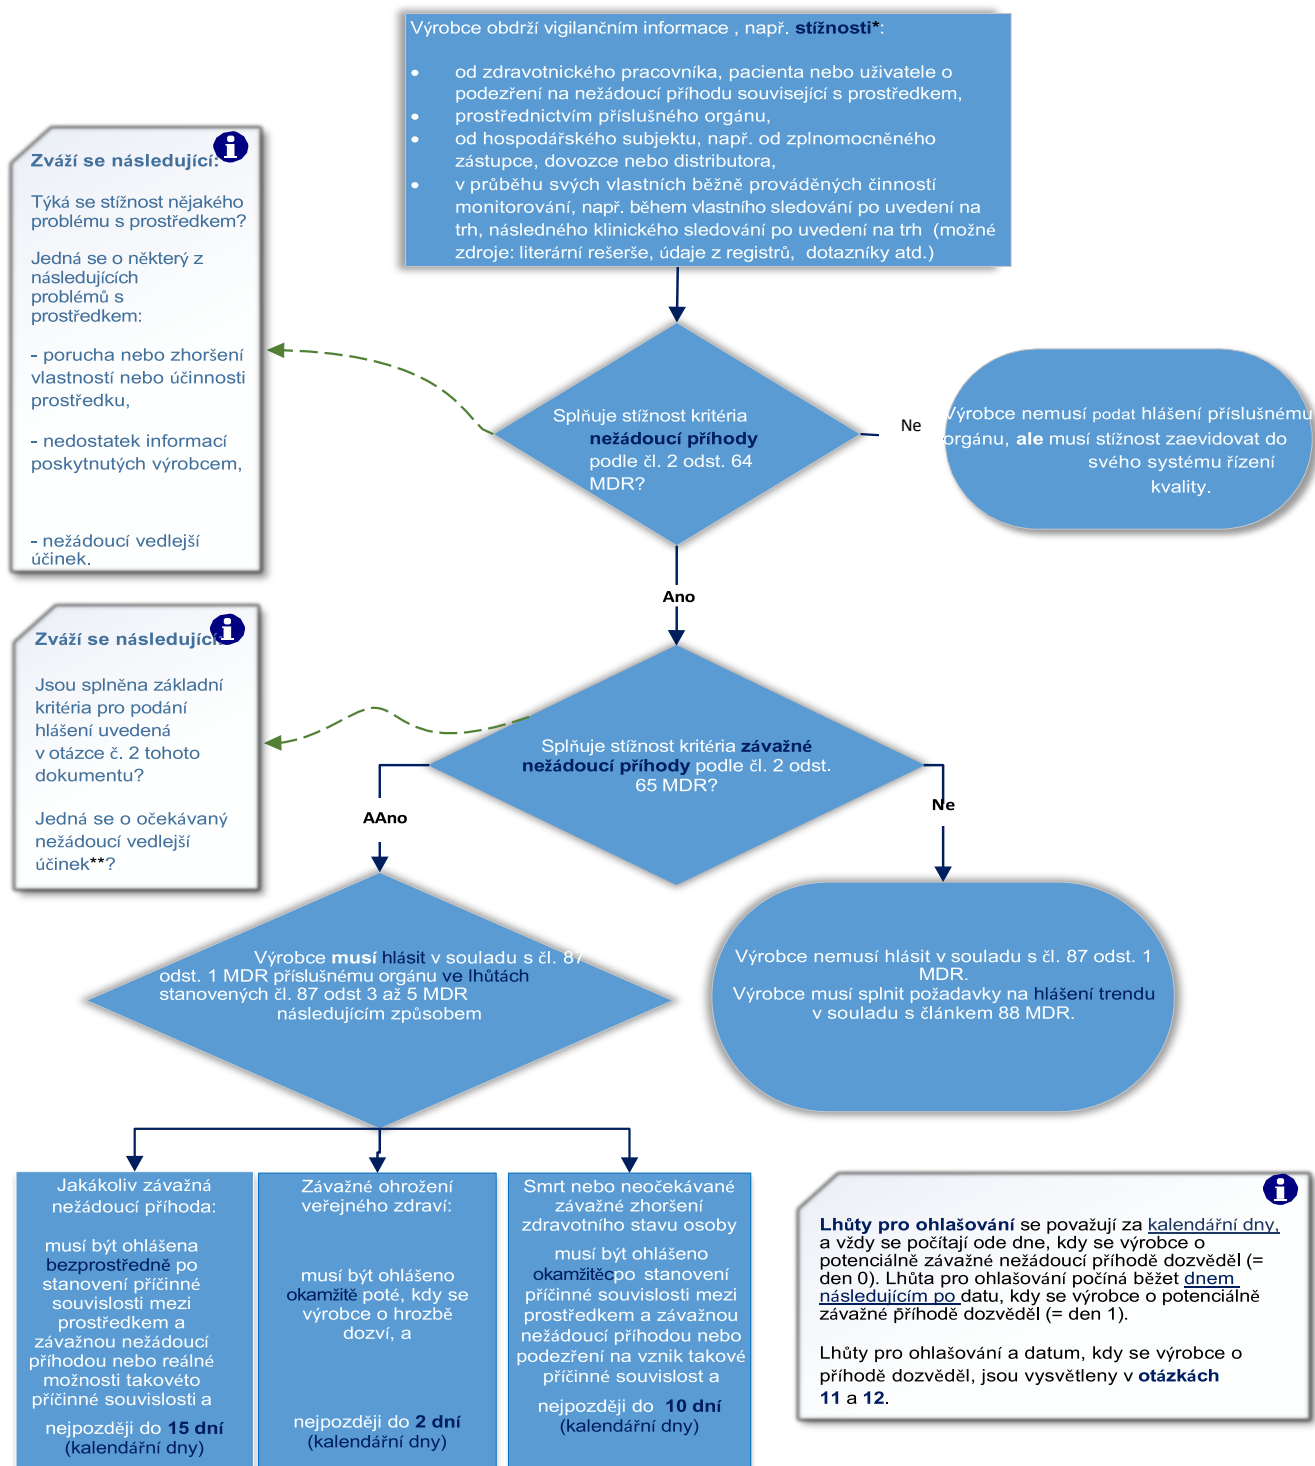 Výrobce obdrží vigilančním informace , např. stížnosti*:
• od zdravotnického pracovníka, pacienta nebo uživatele o
podezření na nežádoucí příhodu související s prostředkem,
• prostřednictvím příslušného orgánu,
• od hospodářského subjektu, např. od zplnomocněného
zástupce, dovozce nebo distributora,
• v průběhu svých vlastních běžně prováděných činností
monitorování, např. během vlastního sledování po uvedení na
trh, následného klinického sledování po uvedení na trh (možné
zdroje: literární rešerše, údaje z registrů, dotazníky atd.)
Zváží se následující:
Týká se stížnost nějakého
problému s prostředkem?
Jedná se o některý z
následujících
problémů s
prostředkem:
- porucha nebo zhoršení
vlastností nebo účinnosti
prostředku,
- nedostatek informací
poskytnutých výrobcem,
- nežádoucí vedlejší
účinek.
Splňuje stížnost kritéria
nežádoucí příhody
podle čl. 2 odst. 64
MDR?
Ne
Výrobce nemusí podat hlášení příslušnému
orgánu, ale musí stížnost zaevidovat do
svého systému řízení
kvality.
Ano
Zváží se následující:
Jsou splněna základní
kritéria pro podání
hlášení uvedená
v otázce č. 2 tohoto
dokumentu?
Jedná se o očekávaný
nežádoucí vedlejší
účinek**?
Splňuje stížnost kritéria závažné
nežádoucí příhody podle čl. 2 odst.
65 MDR?
AAno
Ne
Výrobce musí hlásit v souladu s čl. 87
odst. 1 MDR příslušnému orgánu ve lhůtách
stanovených čl. 87 odst 3 až 5 MDR
následujícím způsobem
Výrobce nemusí hlásit v souladu s čl. 87 odst. 1
MDR.
Výrobce musí splnit požadavky na hlášení trendu
v souladu s článkem 88 MDR.
Jakákoliv závažná
nežádoucí příhoda:
musí být ohlášena
bezprostředně po
stanovení příčinné
souvislosti mezi
prostředkem a
závažnou nežádoucí
příhodou nebo reálné
možnosti takovéto
příčinné souvislosti a
nejpozději do 15 dní
(kalendářní dny)
Závažné ohrožení
veřejného zdraví:
musí být ohlášeno
okamžitě poté, kdy se
výrobce o hrozbě
dozví, a
nejpozději do 2 dní
(kalendářní dny)
Smrt nebo neočekávané
závažné zhoršení
zdravotního stavu osoby
musí být ohlášeno
okamžitěcpo stanovení
příčinné souvislosti mezi
prostředkem a závažnou
nežádoucí příhodou nebo
podezření na vznik takové
příčinné souvislost a
nejpozději do 10 dní
(kalendářní dny)
Lhůty pro ohlašování se považují za kalendářní dny,
a vždy se počítají ode dne, kdy se výrobce o
potenciálně závažné nežádoucí příhodě dozvěděl (=
den 0). Lhůta pro ohlašování počíná běžet dnem
následujícím po datu, kdy se výrobce o potenciálně
závažné příhodě dozvěděl (= den 1).
Lhůty pro ohlašování a datum, kdy se výrobce o
příhodě dozvěděl, jsou vysvětleny v otázkách
11 a 12.